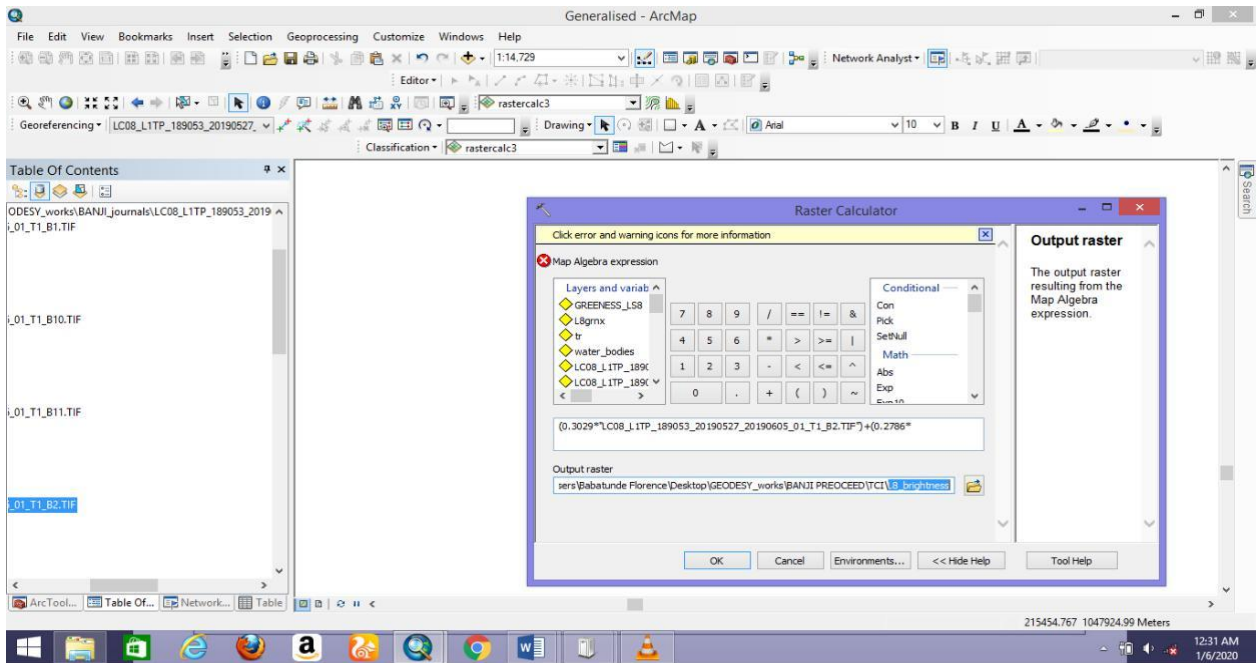 Generalised - ArcMap
File Edit View Bookmarks Insert Selection Geoprocessing Customize Windows Help
1:14,729
Network Analyst
Editor
rastercalc3
Georeferencing LC08_L1TP_189053_20190527_
Drawing A Arial 10 B I U A
Classification rastercalc3
Table Of Contents
ODESY_works\BANJI_journals\LC08_L1TP_189053_2019
_01_T1_B1.TIF
_01_T1_B10.TIF
_01_T1_B11.TIF
_01_T1_B2.TIF
ArcTool... Table Of... Network... Table
Search
Raster Calculator
Click error and warning icons for more information
Map Algebra expression
Layers and variab
GREENESS_LS8
L8grnx
tr
water_bodies
LC08_L1TP_189
LC08_L1TP_189
7 8 9 / == != &
4 5 6 * > >= |
1 2 3 - < <= ^
0 . + ( ) ~
Conditional
Con
Pick
SetNull
Math
Abs
Exp
Exp10
(0.3029*"LC08_L1TP_189053_20190527_20190605_01_T1_B2.TIF")+(0.2786*
Output raster
sers\Babatunde Florence\Desktop\GEODESY_works\BANJI PREOCEED\TCI\L8_brightness
OK Cancel Environments... << Hide Help Tool Help
Output raster
The output raster
resulting from the
Map Algebra
expression.
215454.767 1047924.99 Meters
12:31 AM
1/6/2020